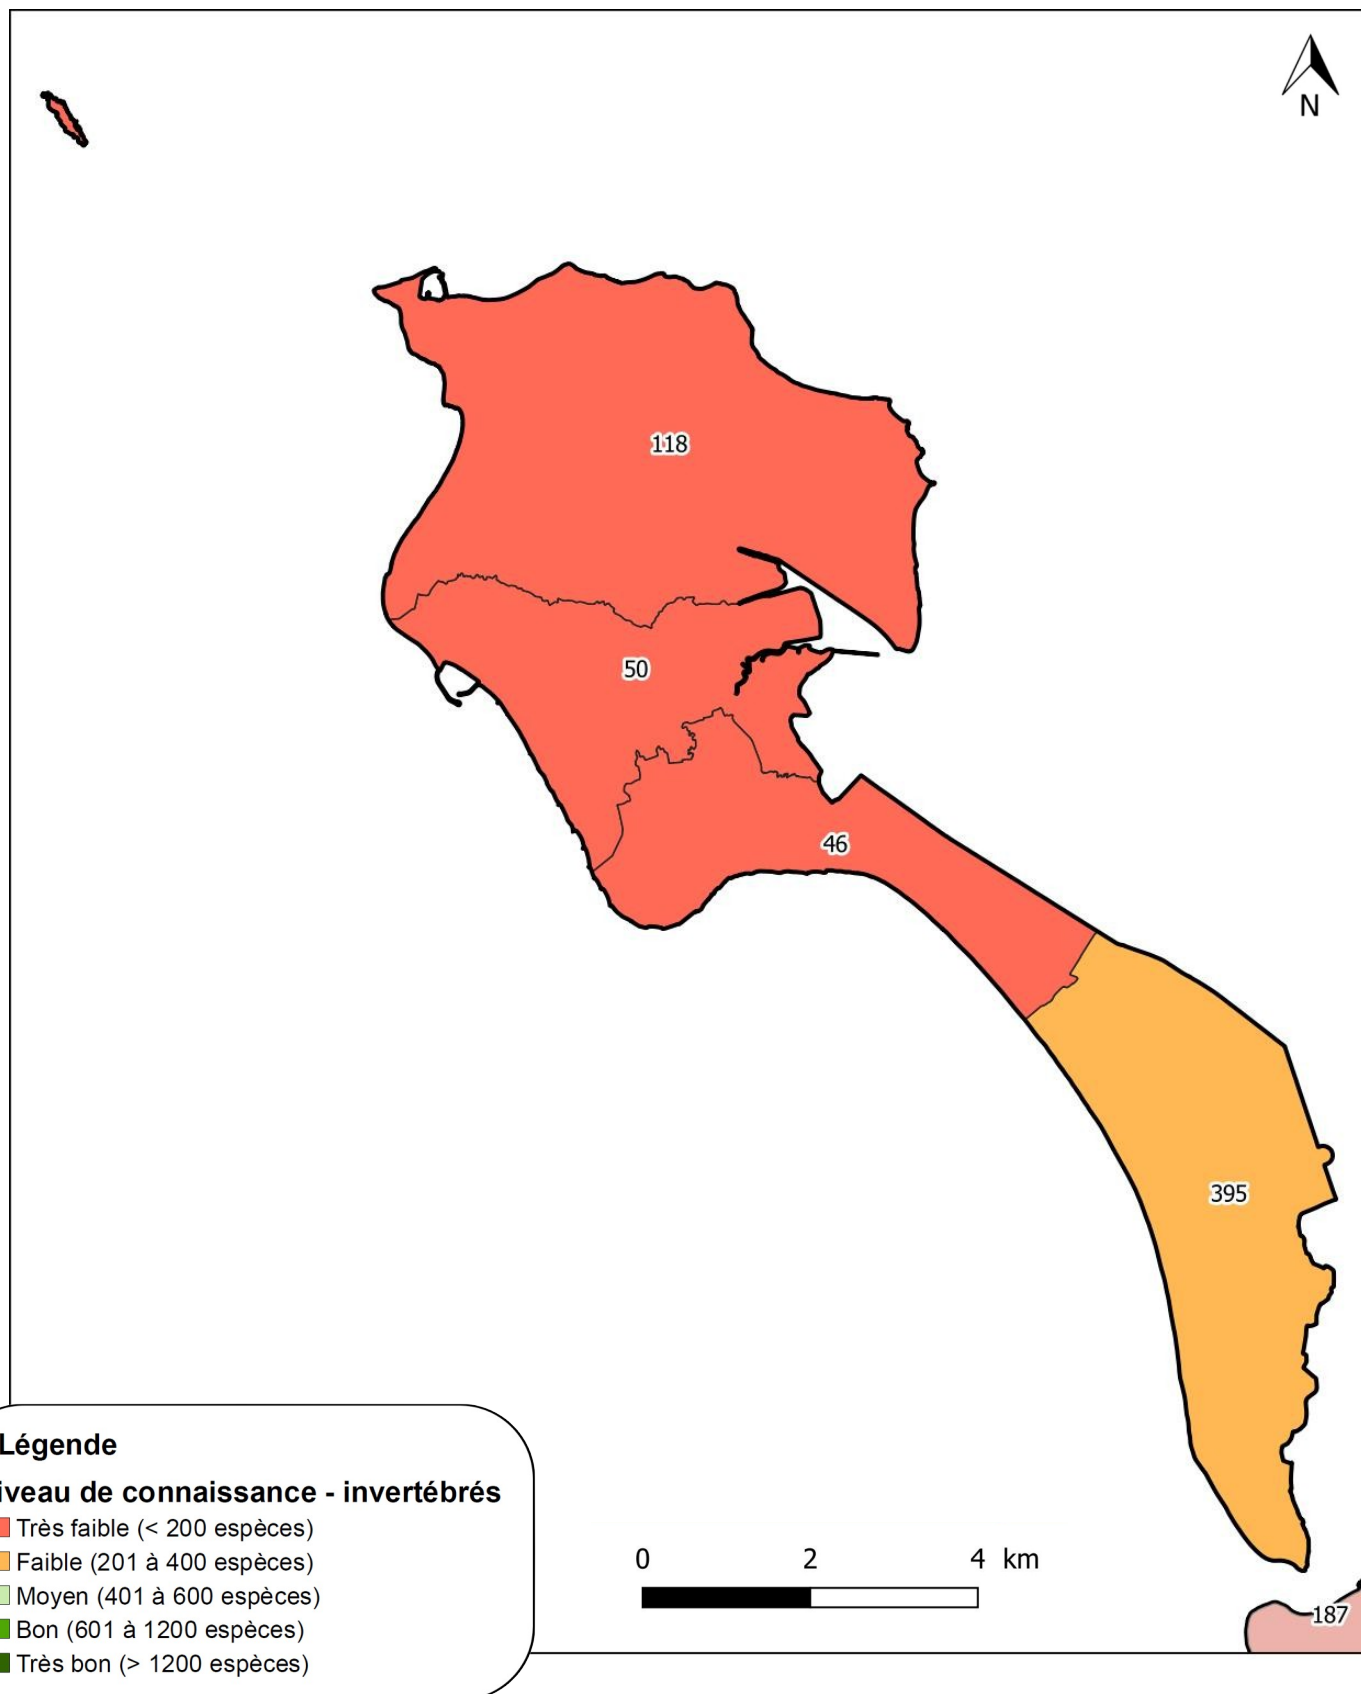 N
118
50
46
395
187
Légende
iveau de connaissance - invertébrés
Très faible (< 200 espèces)
Faible (201 à 400 espèces)
Moyen (401 à 600 espèces)
Bon (601 à 1200 espèces)
Très bon (> 1200 espèces)
0 2 4 km